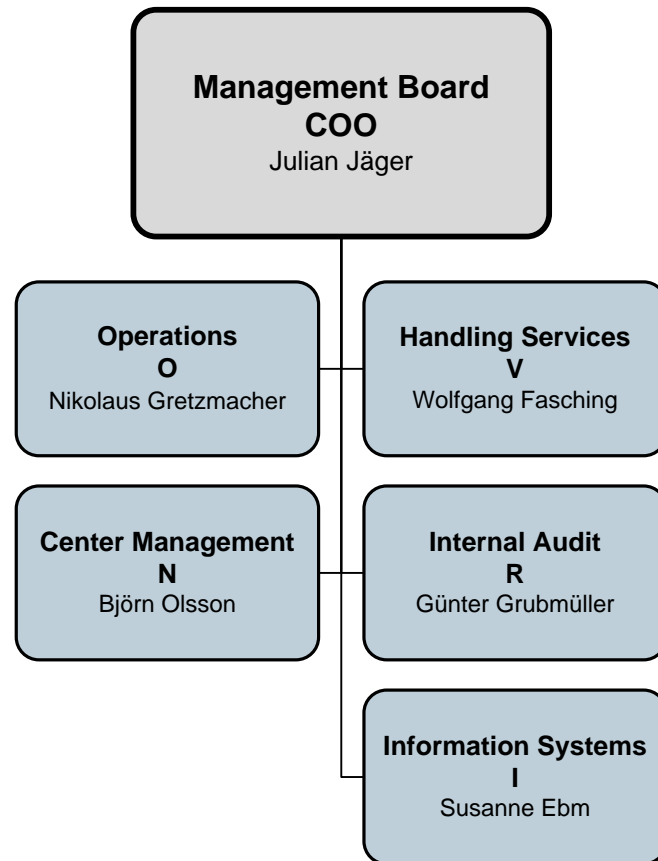 Management Board
COO
Julian Jäger
Operations
O
Nikolaus Gretzmacher
Handling Services
V
Wolfgang Fasching
Center Management
N
Björn Olsson
Internal Audit
R
Günter Grubmüller
Information Systems
I
Susanne Ebm